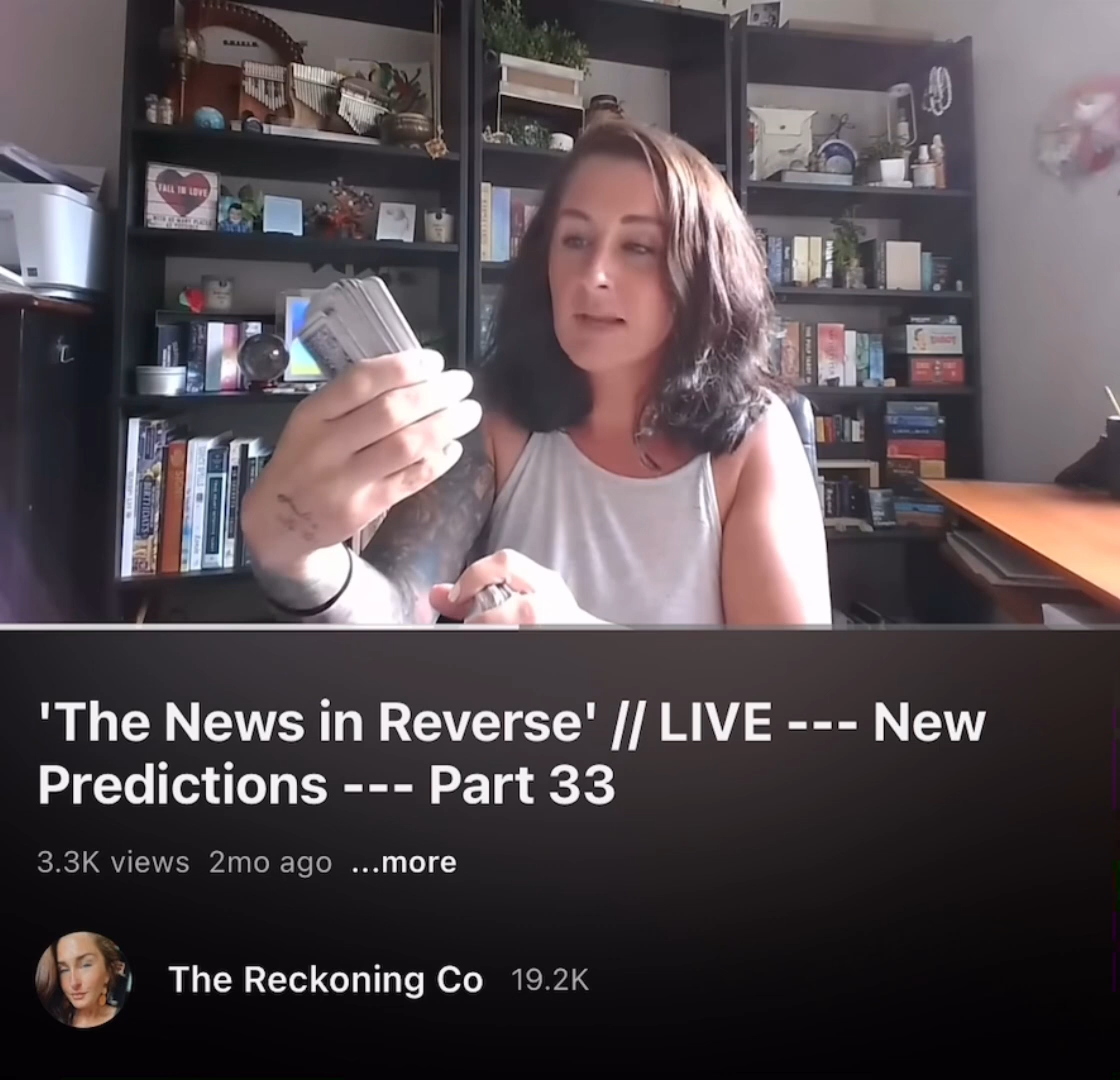 FALL IN LOVE
'The News in Reverse' // LIVE --- New
Predictions --- Part 33
3.3K views 2mo ago ...more
The Reckoning Co 19.2K